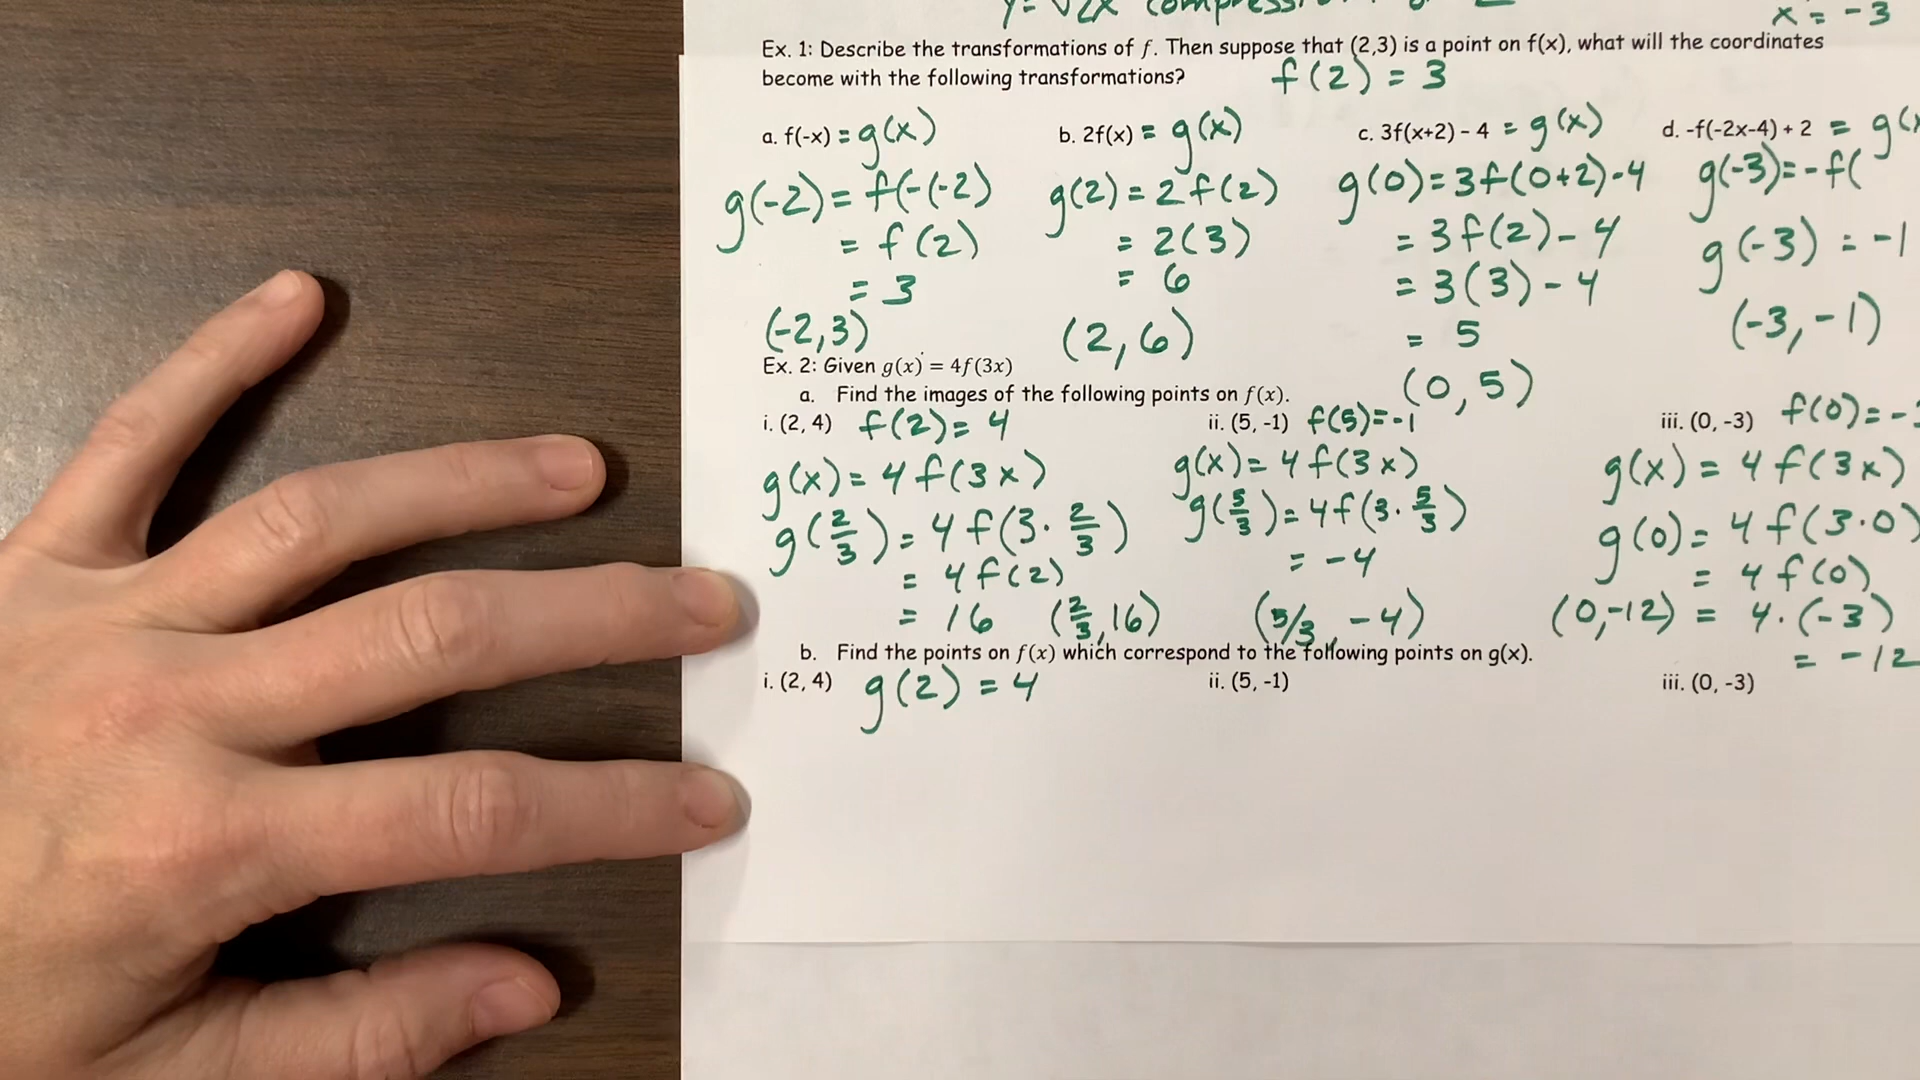 y = √2x
x = -3
Ex. 1: Describe the transformations of f. Then suppose that (2,3) is a point on f(x), what will the coordinates
become with the following transformations? f(2) = 3
a. f(-x) = g(x) b. 2f(x) = g(x) c. 3f(x+2) - 4 = g(x) d. -f(-2x-4) + 2 = g(x
g(-2) = f(-(-2) g(2) = 2f(2) g(0) = 3f(0+2)-4 g(-3) = -f(
= f(2) = 2(3) = 3f(2) - 4 g(-3) = -1
= 3 = 6 = 3(3) - 4
(-2,3) (2,6) = 5 (-3,-1)
(0,5)
Ex. 2: Given g(x) = 4f(3x)
a. Find the images of the following points on f(x).
i. (2, 4) f(2) = 4 ii. (5, -1) f(5) = -1 iii. (0, -3) f(0) = -
g(x) = 4f(3x) g(x) = 4f(3x) g(x) = 4f(3x)
g(2/3) = 4f(3·2/3) g(5/3) = 4f(3·5/3) g(0) = 4f(3·0)
= 4f(2) = -4 = 4f(0)
= 16 (2/3,16) (5/3, -4) (0,-12) = 4·(-3)
= -12
b. Find the points on f(x) which correspond to the following points on g(x).
i. (2, 4) g(2) = 4 ii. (5, -1) iii. (0, -3)